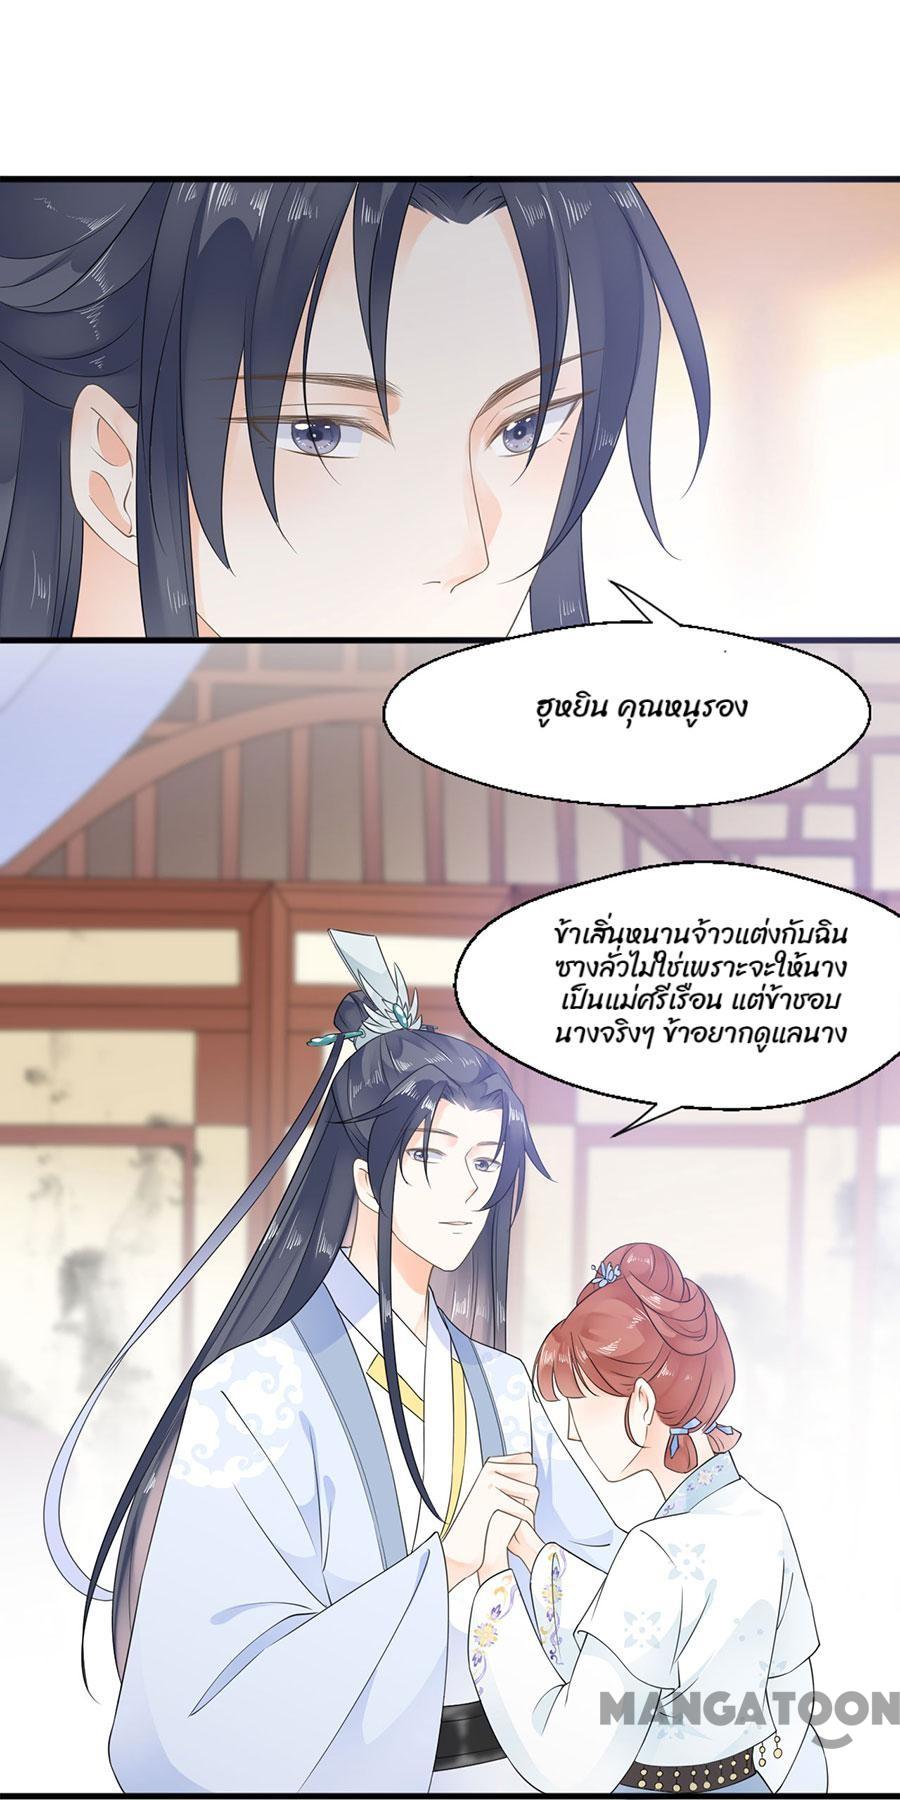 ฮูหยิน คุณหนูรอง
ข้าเสิ่นหนานจ้าวแต่งกับฉิน
ซางลั่วไม่ใช่เพราะจะให้นาง
เป็นแม่ศรีเรือน แต่ข้าชอบ
นางจริงๆ ข้าอยากดูแลนาง
MANGATOON